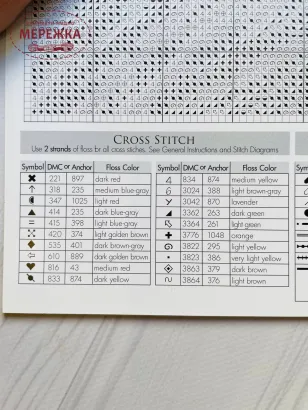 МЕРЕЖКА
CROSS STITCH
Use 2 strands of floss for all cross stitches. See General Instructions and Stitch Diagrams
Symbol DMC or Anchor Floss Color Symbol DMC or Anchor Floss Color
221 897 dark red 834 874 medium yellow
318 235 medium blue-gray 3024 388 light brown-gray
347 1025 light red 3042 870 lavender
414 235 dark blue-gray 3362 263 dark green
415 398 light blue-gray 3364 261 light green
420 374 light golden brown 3776 1048 orange
535 401 dark brown-gray 3822 295 light yellow
610 889 dark golden brown 3823 386 very light yellow
816 43 medium red 3863 379 dark brown
833 874 dark yellow 3864 376 light brown